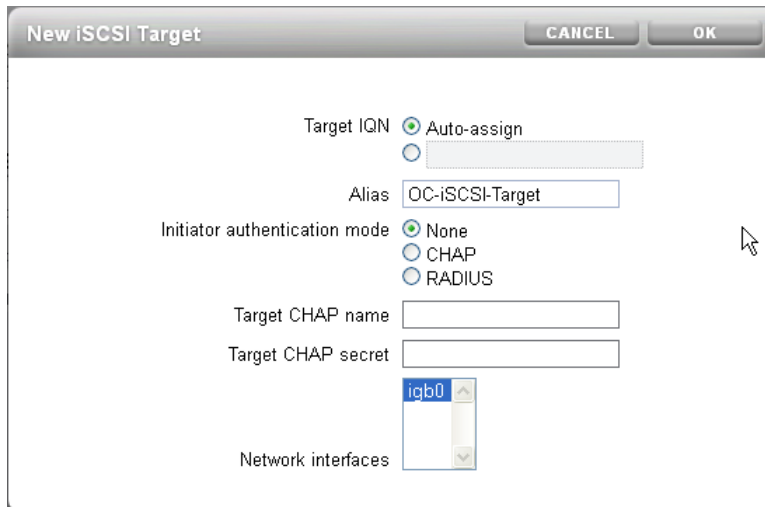 New iSCSI Target CANCEL OK
Target IQN Auto-assign
Alias OC-iSCSI-Target
Initiator authentication mode None
CHAP
RADIUS
Target CHAP name
Target CHAP secret
igb0
Network interfaces